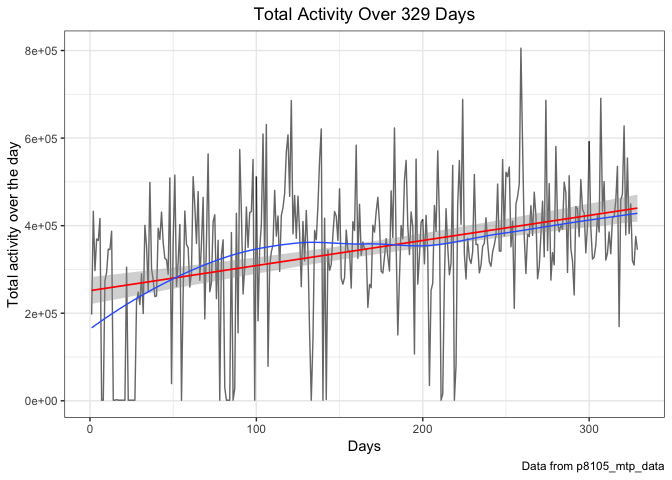 Total Activity Over 329 Days
Total activity over the day
8e+05
6e+05
4e+05
2e+05
0e+00
0 100 200 300
Days
Data from p8105_mtp_data